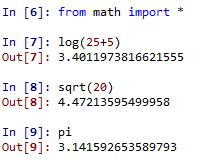 In [6]: from math import *
In [7]: log(25+5)
Out[7]: 3.4011973816621555
In [8]: sqrt(20)
Out[8]: 4.47213595499958
In [9]: pi
Out[9]: 3.141592653589793